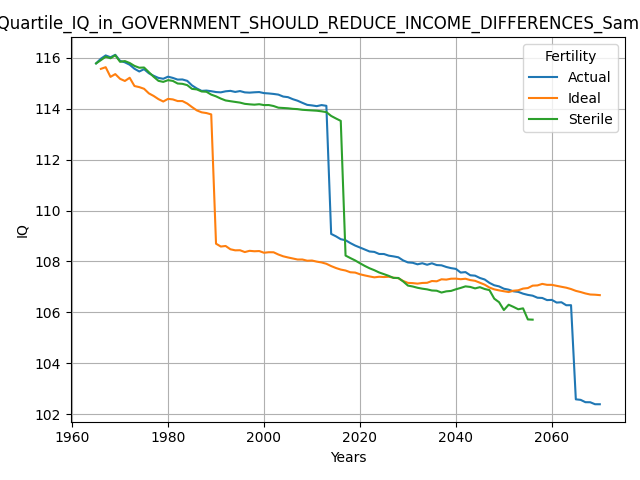 Quartile_IQ_in_GOVERNMENT_SHOULD_REDUCE_INCOME_DIFFERENCES_Sam
Fertility
Actual
Ideal
Sterile
IQ
116
114
112
110
108
106
104
102
1960
1980
2000
2020
2040
2060
Years